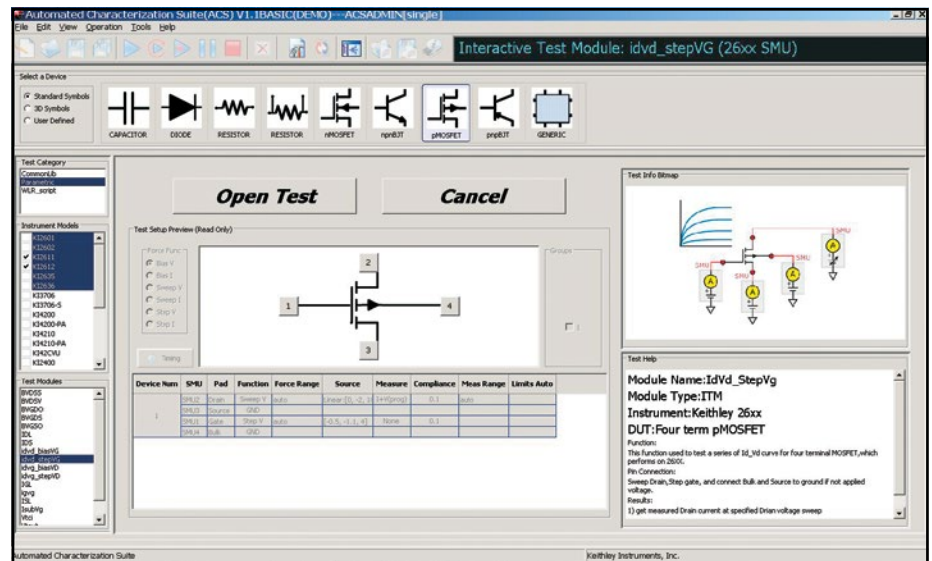 Automated Characterization Suite(ACS) V1.1BASIC(DEMO)---ACSADMIN[single]
File Edit View Operation Tools Help
Interactive Test Module: idvd_stepVG (26xx SMU)
Select a Device
Standard Symbols
3D Symbols
User Defined
CAPACITOR
DIODE
RESISTOR
RESISTOR
nMOSFET
npnBJT
pMOSFET
pnpBJT
GENERIC
Test Category
CommonLib
Parametric
WLR_script
Instrument Models
KI2601
KI2602
KI2611
KI2612
KI2635
KI2636
KI3706
KI3706-S
KI4200
KI4200-PA
KI4210
KI4210-PA
KI42CVU
KI2400
Test Modules
BVDSS
BVDSV
BVGDO
BVGDS
BVGSO
IDL
IDS
idvd_biasVG
idvd_stepVG
idvg_biasVD
idvg_stepVD
IGL
igvg
ISL
IsubVg
Vtci
Open Test
Cancel
Test Setup Preview (Read Only)
Force Func
Bias V
Bias I
Sweep V
Sweep I
Step V
Step I
Timing
1
2
3
4
Groups
1
Device Num SMU Pad Function Force Range Source Measure Compliance Meas Range Limits Auto
1
SMU2 Drain Sweep V auto Linear:[0, -2, 1 I+V(prog) 0.1 auto
SMU3 Source GND
SMU1 Gate Step V auto [-0.5, -1.1, 4] None 0.1
SMU4 Bulk GND
Test Info Bitmap
SMU
SMU
SMU
SMU
A
A
A
A
Test Help
Module Name:IdVd_StepVg
Module Type:ITM
Instrument:Keithley 26xx
DUT:Four term pMOSFET
Function:
This function used to test a series of Id_Vd curve for four terminal MOSFET,which
performs on 26XX.
Pin Connection:
Sweep Drain,Step gate, and connect Bulk and Source to ground if not applied
voltage.
Results:
1) get measured Drain current at specified Drian voltage sweep
Automated Characterization Suite
Keithley Instruments, Inc.